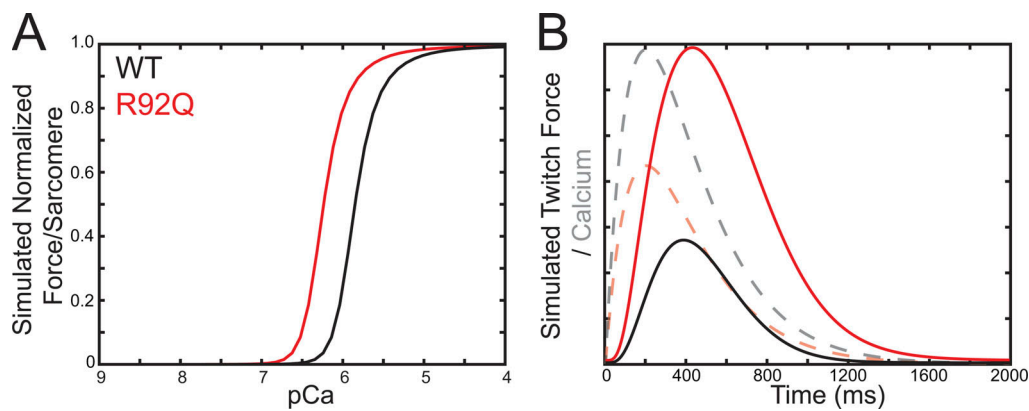 A
B
Simulated Normalized
Force/Sarcomere
1.0
0.8
0.6
0.4
0.2
0
WT
R92Q
9
8
7
6
5
4
pCa
Simulated Twitch Force
/ Calcium
0
400
800
1200
1600
2000
Time (ms)